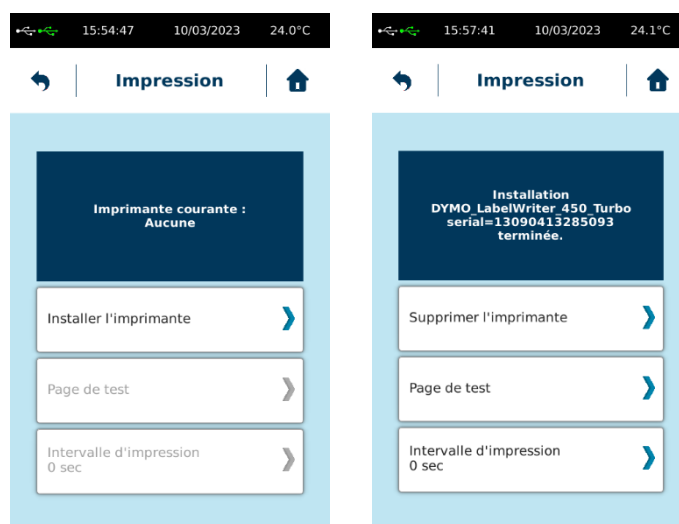 15:54:47 10/03/2023 24.0°C
Impression
Imprimante courante :
Aucune
Installer l'imprimante
Page de test
Intervalle d'impression
0 sec
15:57:41 10/03/2023 24.1°C
Impression
Installation
DYMO_LabelWriter_450_Turbo
serial=13090413285093
terminée.
Supprimer l'imprimante
Page de test
Intervalle d'impression
0 sec